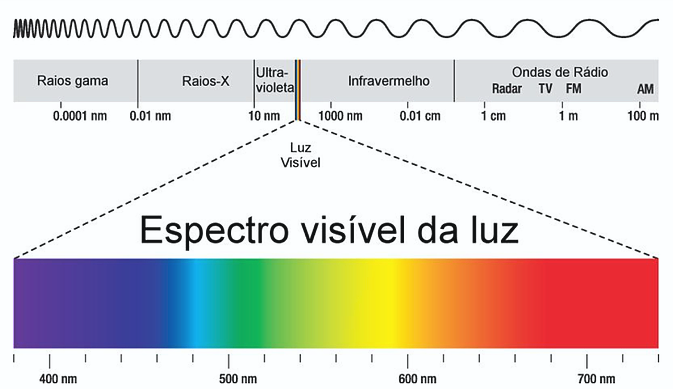 Raios gama
Raios-X
Ultra-
violeta
Infravermelho
Ondas de Rádio
Radar TV FM AM
0.0001 nm 0.01 nm 10 nm 1000 nm 0.01 cm 1 cm 1 m 100 m
Luz
Visível
Espectro visível da luz
400 nm 500 nm 600 nm 700 nm